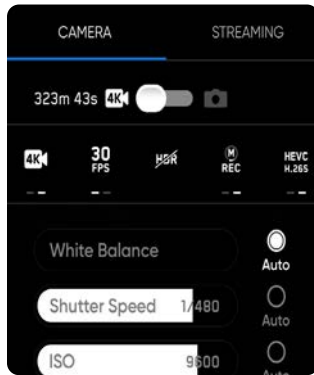 CAMERA STREAMING
323m 43s 4K
4K 30 FPS HDR M REC HEVC H.265
White Balance Auto
Shutter Speed 1/480 Auto
ISO 9600 Auto